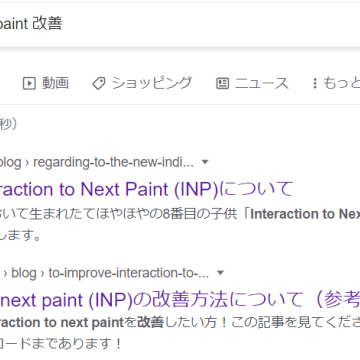 paint 改善
動画 ショッピング ニュース もっと
秒)
blog › regarding-to-the-new-indi...
raction to Next Paint (INP)について
おいて生まれたてほやほやの8番目の子供「Interaction to Nex
します。
› blog › to-improve-interaction-to-...
next paint (INP)の改善方法について（参考
raction to next paintを改善したい方！この記事を見てくださ
コードまであります！